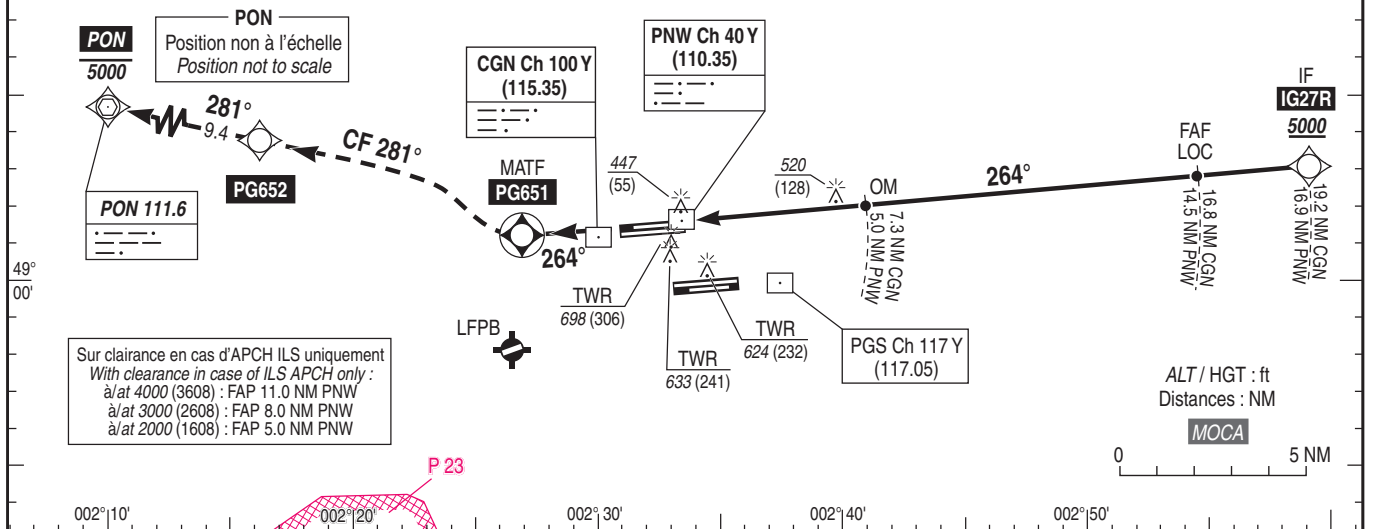 PON
5000
PON
Position non à l'échelle
Position not to scale
CGN Ch 100 Y
(115.35)
PNW Ch 40 Y
(110.35)
IF
IG27R
5000
281°
9.4
CF 281°
PG652
MATF
PG651
264°
447
(55)
520
(128)
OM
7.3 NM CGN
5.0 NM PNW
264°
FAF
LOC
16.8 NM CGN
14.5 NM PNW
19.2 NM CGN
16.9 NM PNW
PON 111.6
49°
00'
TWR
698 (306)
TWR
633 (241)
TWR
624 (232)
PGS Ch 117 Y
(117.05)
LFPB
Sur clairance en cas d'APCH ILS uniquement
With clearance in case of ILS APCH only :
à/at 4000 (3608) : FAP 11.0 NM PNW
à/at 3000 (2608) : FAP 8.0 NM PNW
à/at 2000 (1608) : FAP 5.0 NM PNW
ALT / HGT : ft
Distances : NM
MOCA
0
5 NM
P 23
002°10'
002°20'
002°30'
002°40'
002°50'